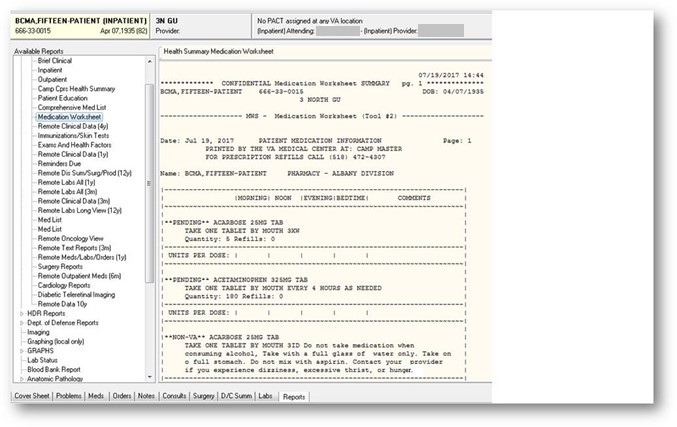 BCMA,FIFTEEN-PATIENT (INPATIENT)
666-33-0015 Apr 07,1935 (82)
3N GU
Provider:
No PACT assigned at any VA location
(Inpatient) Attending: - (Inpatient) Provider:
Available Reports
Brief Clinical
Inpatient
Outpatient
Camp Cprs Health Summary
Patient Education
Comprehensive Med List
Medication Worksheet
Remote Clinical Data (4y)
Immunizations/Skin Tests
Exams And Health Factors
Remote Clinical Data (1y)
Reminders Due
Remote Dis Sum/Surg/Prod (12y)
Remote Labs All (1y)
Remote Labs All (3m)
Remote Clinical Data (3m)
Remote Labs Long View (12y)
Med List
Med List
Remote Oncology View
Remote Text Reports (3m)
Remote Meds/Labs/Orders (1y)
Surgery Reports
Remote Outpatient Meds (6m)
Cardiology Reports
Diabetic Teleretinal Imaging
Remote Data 10y
HDR Reports
Dept. of Defense Reports
Imaging
Graphing (local only)
GRAPHS
Lab Status
Blood Bank Report
Anatomic Pathology
Health Summary Medication Worksheet
07/19/2017 14:44
************* CONFIDENTIAL Medication Worksheet SUMMARY pg. 1 *************
BCMA,FIFTEEN-PATIENT 666-33-0015 DOB: 04/07/1935
3 NORTH GU
-------------------- MWS - Medication Worksheet (Tool #2) --------------------
Date: Jul 19, 2017 PATIENT MEDICATION INFORMATION Page: 1
PRINTED BY THE VA MEDICAL CENTER AT: CAMP MASTER
FOR PRESCRIPTION REFILLS CALL (518) 472-4307
Name: BCMA,FIFTEEN-PATIENT PHARMACY - ALBANY DIVISION
|MORNING| NOON |EVENING|BEDTIME| COMMENTS
**PENDING** ACARBOSE 25MG TAB
TAKE ONE TABLET BY MOUTH 3XW
Quantity: 5 Refills: 0
| UNITS PER DOSE: | | | | |
**PENDING** ACETAMINOPHEN 325MG TAB
TAKE ONE TABLET BY MOUTH EVERY 4 HOURS AS NEEDED
Quantity: 180 Refills: 0
| UNITS PER DOSE: | | | | |
**NON-VA** ACARBOSE 25MG TAB
TAKE ONE TABLET BY MOUTH 3ID Do not take medication when
consuming alcohol, Take with a full glass of water only. Take on
o full stomach. Do not mix with aspirin. Contact your provider
if you experience dizziness, excessive thrist, or hunger.
Cover Sheet Problems Meds Orders Notes Consults Surgery D/C Summ Labs Reports